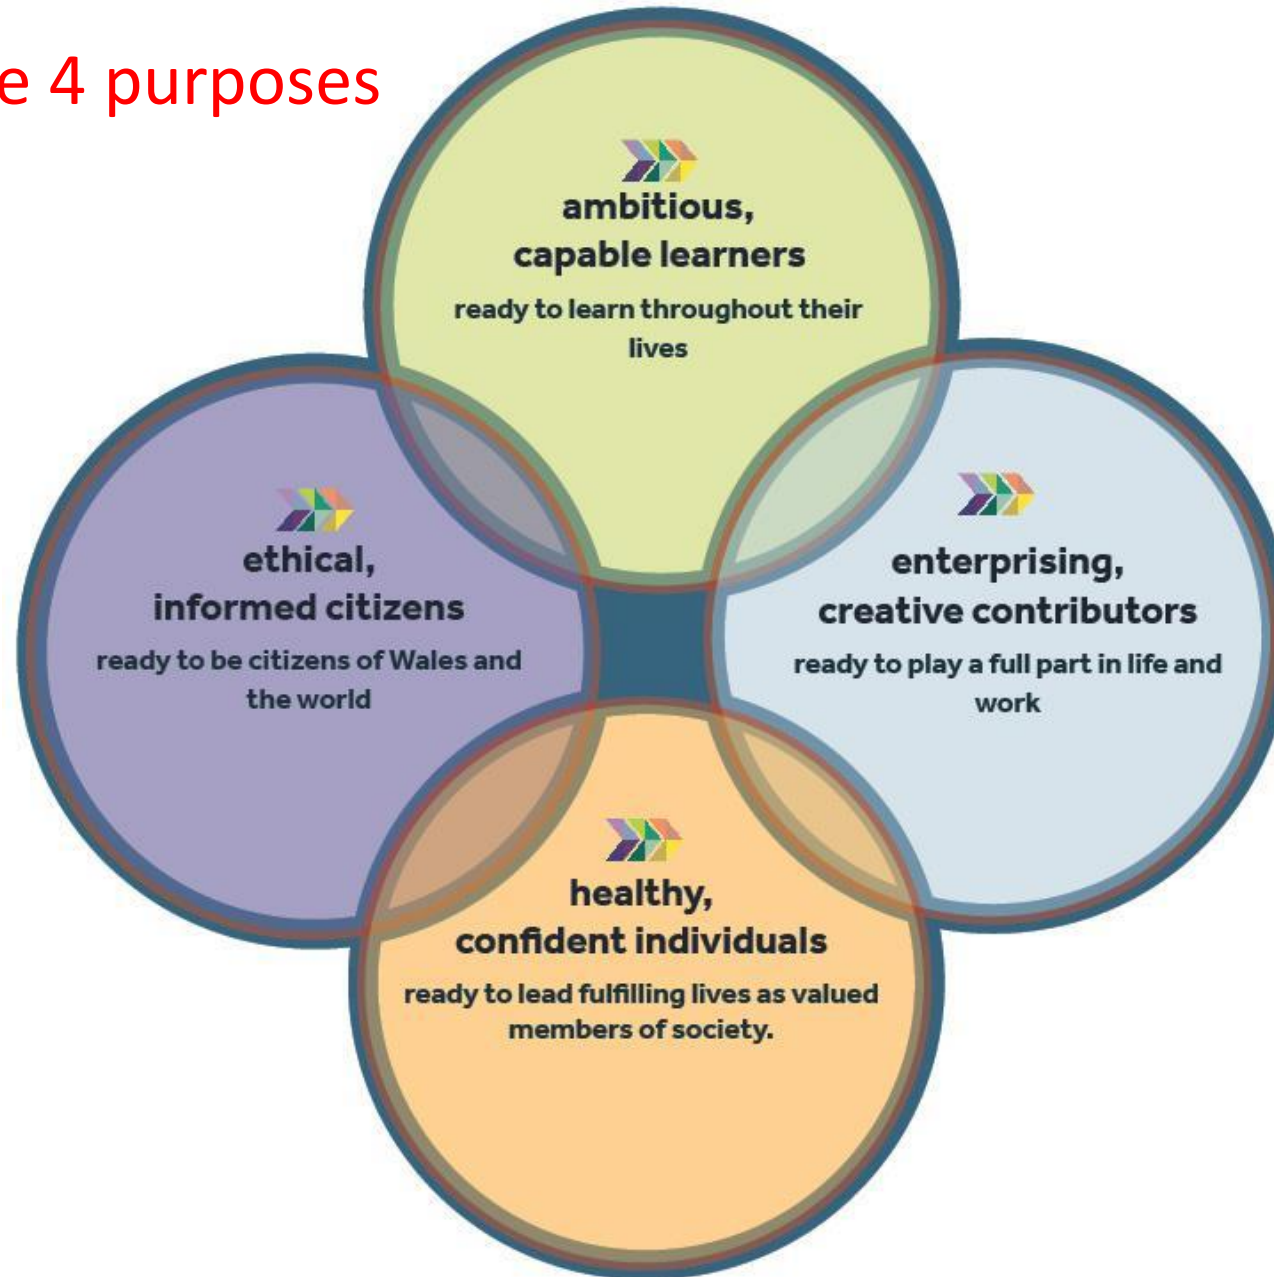 e 4 purposes
ambitious,
capable learners
ready to learn throughout their
lives
ethical,
informed citizens
ready to be citizens of Wales and
the world
enterprising,
creative contributors
ready to play a full part in life and
work
healthy,
confident individuals
ready to lead fulfilling lives as valued
members of society.